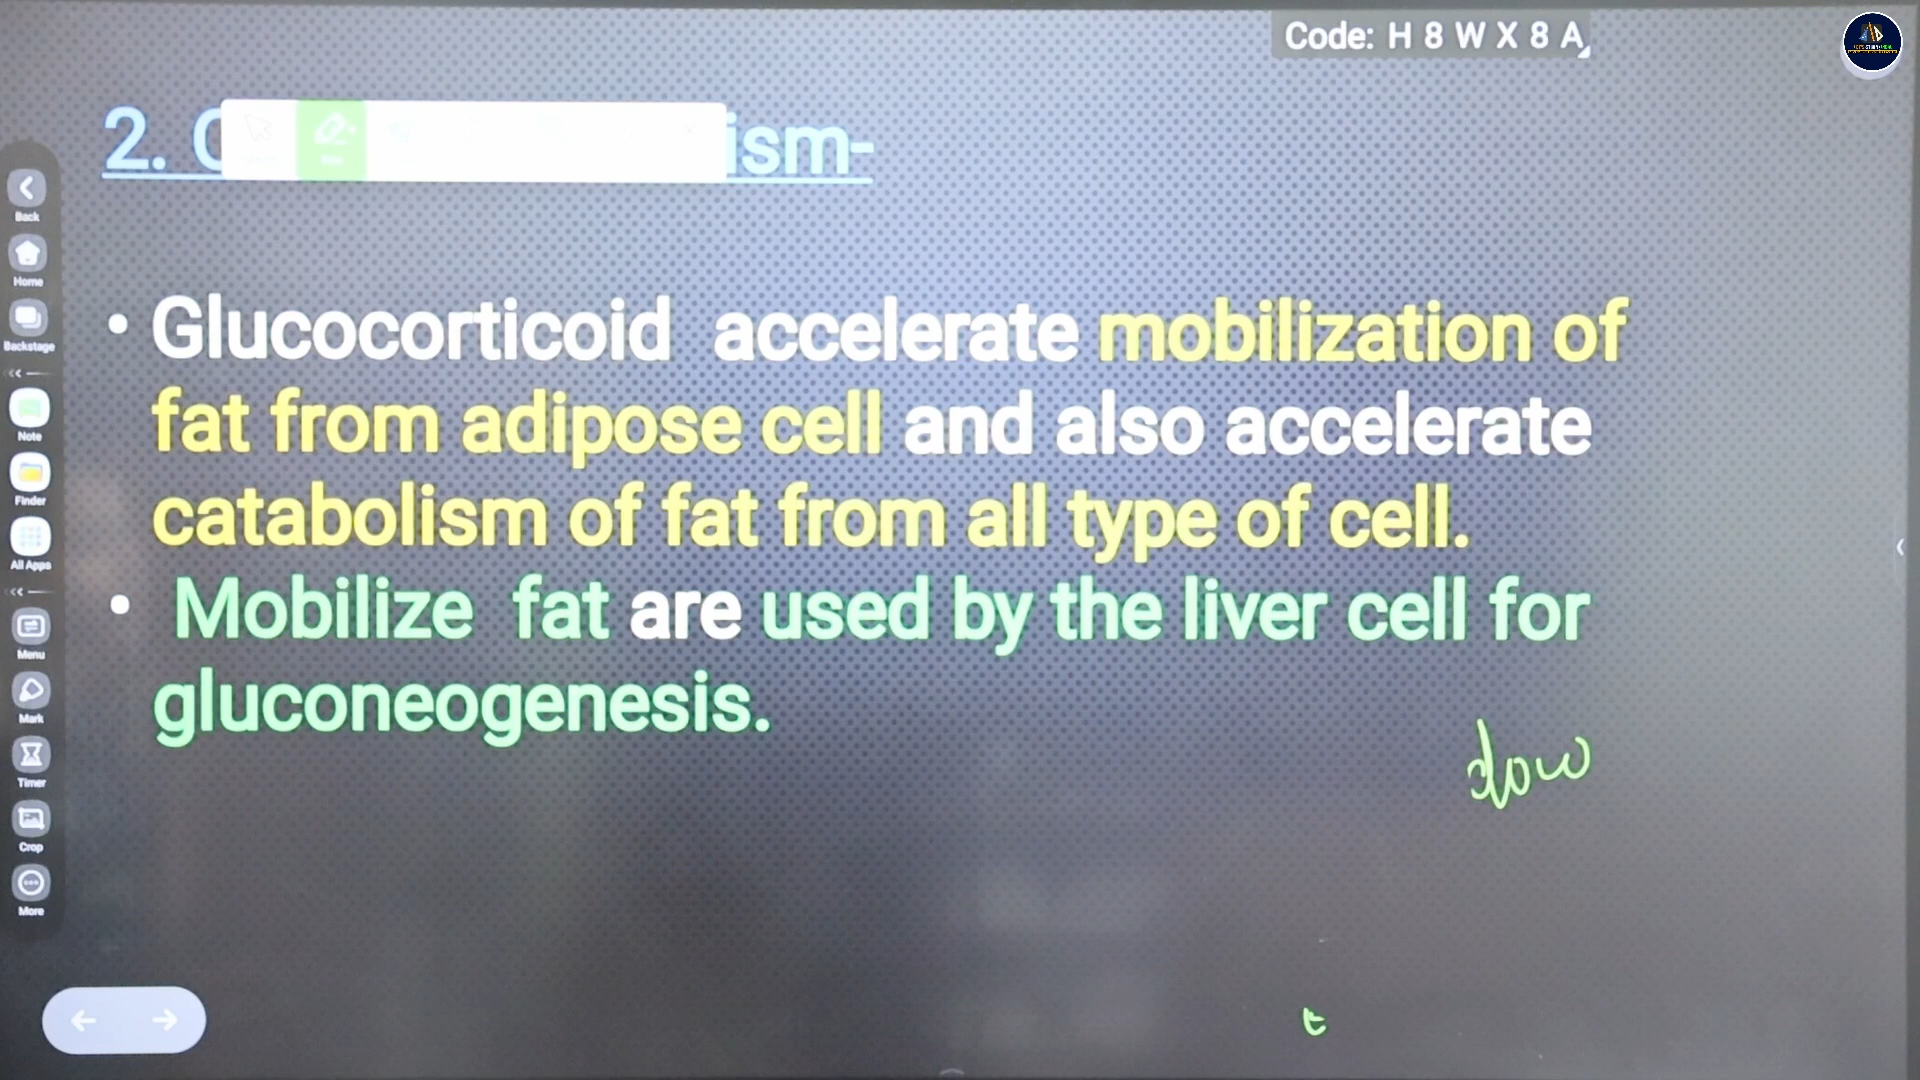 Code: H 8 W X 8 A
2.
ism-
• Glucocorticoid accelerate mobilization of
fat from adipose cell and also accelerate
catabolism of fat from all type of cell.
• Mobilize fat are used by the liver cell for
gluconeogenesis.
Back
Home
Backstage
Note
Finder
All Apps
Menu
Mark
Timer
Crop
More
t